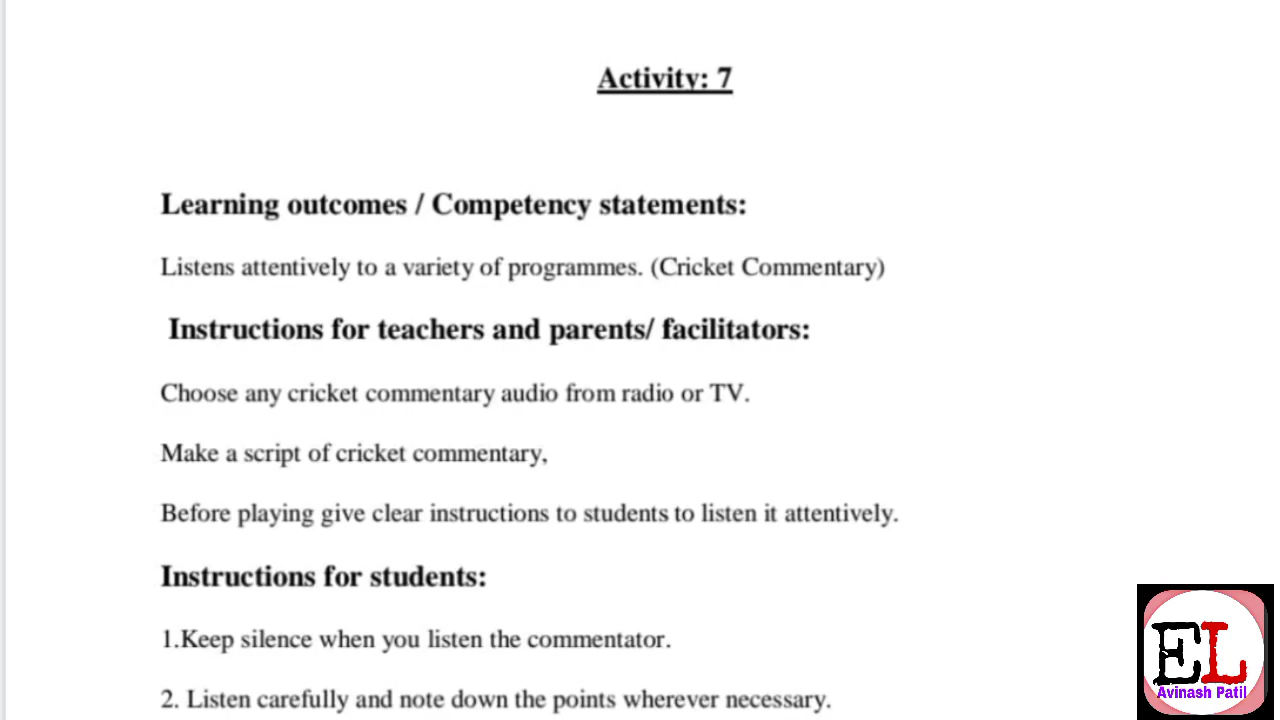 Activity: 7
Learning outcomes / Competency statements:
Listens attentively to a variety of programmes. (Cricket Commentary)
Instructions for teachers and parents/ facilitators:
Choose any cricket commentary audio from radio or TV.
Make a script of cricket commentary,
Before playing give clear instructions to students to listen it attentively.
Instructions for students:
1.Keep silence when you listen the commentator.
2. Listen carefully and note down the points wherever necessary.
EL
Avinash Patil